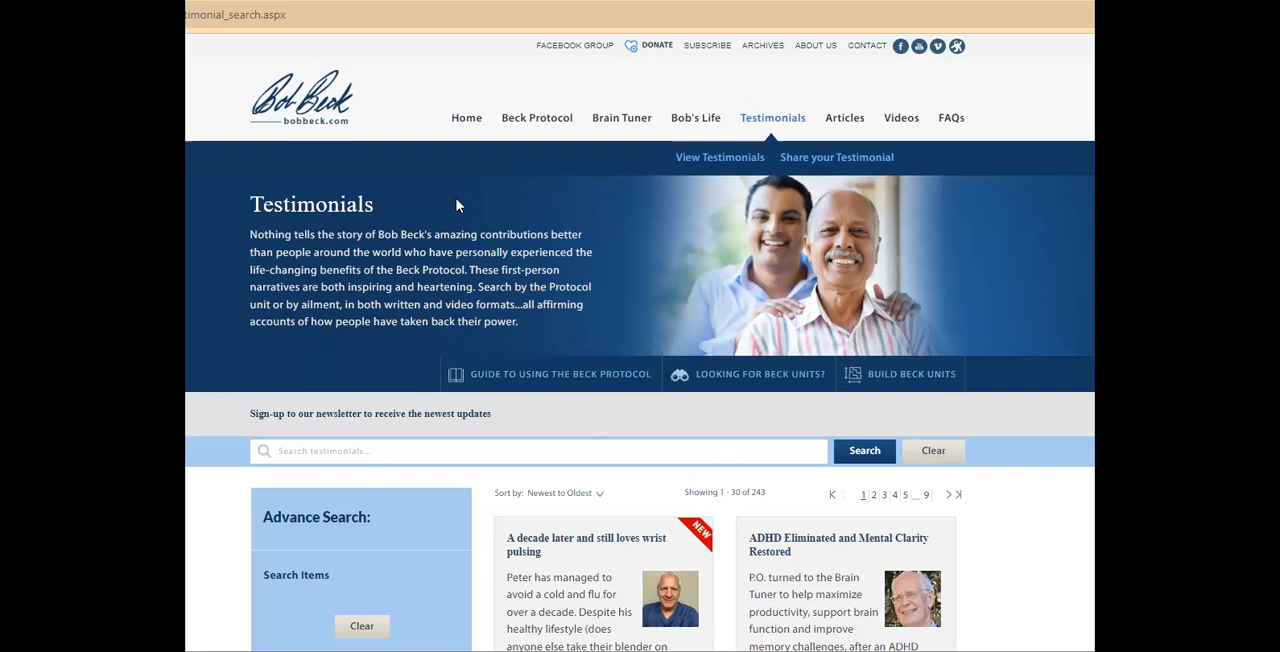 timonial_search.aspx
FACEBOOK GROUP DONATE SUBSCRIBE ARCHIVES ABOUT US CONTACT
Bob Beck
bobbeck.com
Home Beck Protocol Brain Tuner Bob's Life Testimonials Articles Videos FAQs
View Testimonials Share your Testimonial
Testimonials
Nothing tells the story of Bob Beck's amazing contributions better
than people around the world who have personally experienced the
life-changing benefits of the Beck Protocol. These first-person
narratives are both inspiring and heartening. Search by the Protocol
unit or by ailment, in both written and video formats...all affirming
accounts of how people have taken back their power.
GUIDE TO USING THE BECK PROTOCOL LOOKING FOR BECK UNITS? BUILD BECK UNITS
Sign-up to our newsletter to receive the newest updates
Search testimonials... Search Clear
Sort by: Newest to Oldest Showing 1 - 30 of 243 1 2 3 4 5 ... 9
Advance Search:
Search Items
Clear
NEW
A decade later and still loves wrist
pulsing
Peter has managed to
avoid a cold and flu for
over a decade. Despite his
healthy lifestyle (does
anyone else take their blender on
ADHD Eliminated and Mental Clarity
Restored
P.O. turned to the Brain
Tuner to help maximize
productivity, support brain
function and improve
memory challenges, after an ADHD